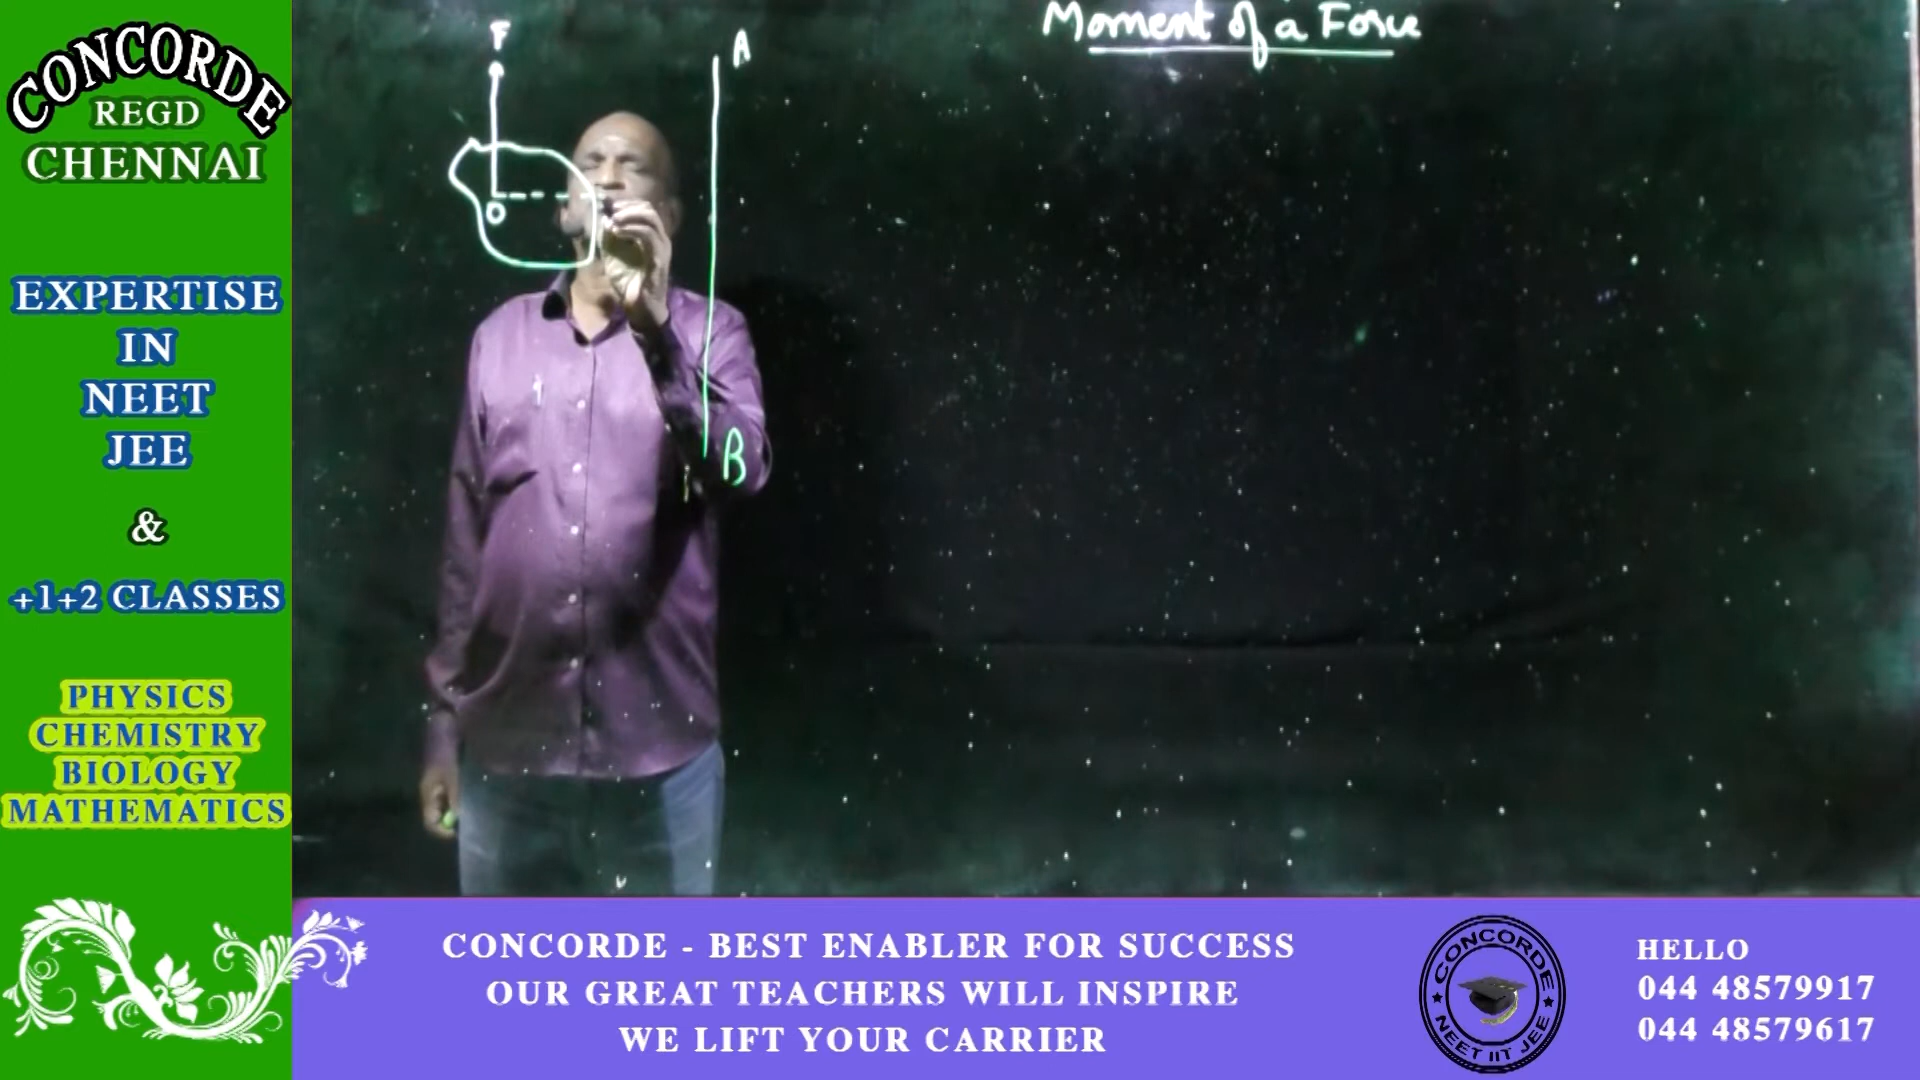 CONCORDE
REGD
CHENNAI
EXPERTISE
IN
NEET
JEE
&
+1+2 CLASSES
PHYSICS
CHEMISTRY
BIOLOGY
MATHEMATICS
Moment of a Force
F
A
O
B
CONCORDE - BEST ENABLER FOR SUCCESS
OUR GREAT TEACHERS WILL INSPIRE
WE LIFT YOUR CARRIER
CONCORDE
NEET IIT JEE
HELLO
044 48579917
044 48579617